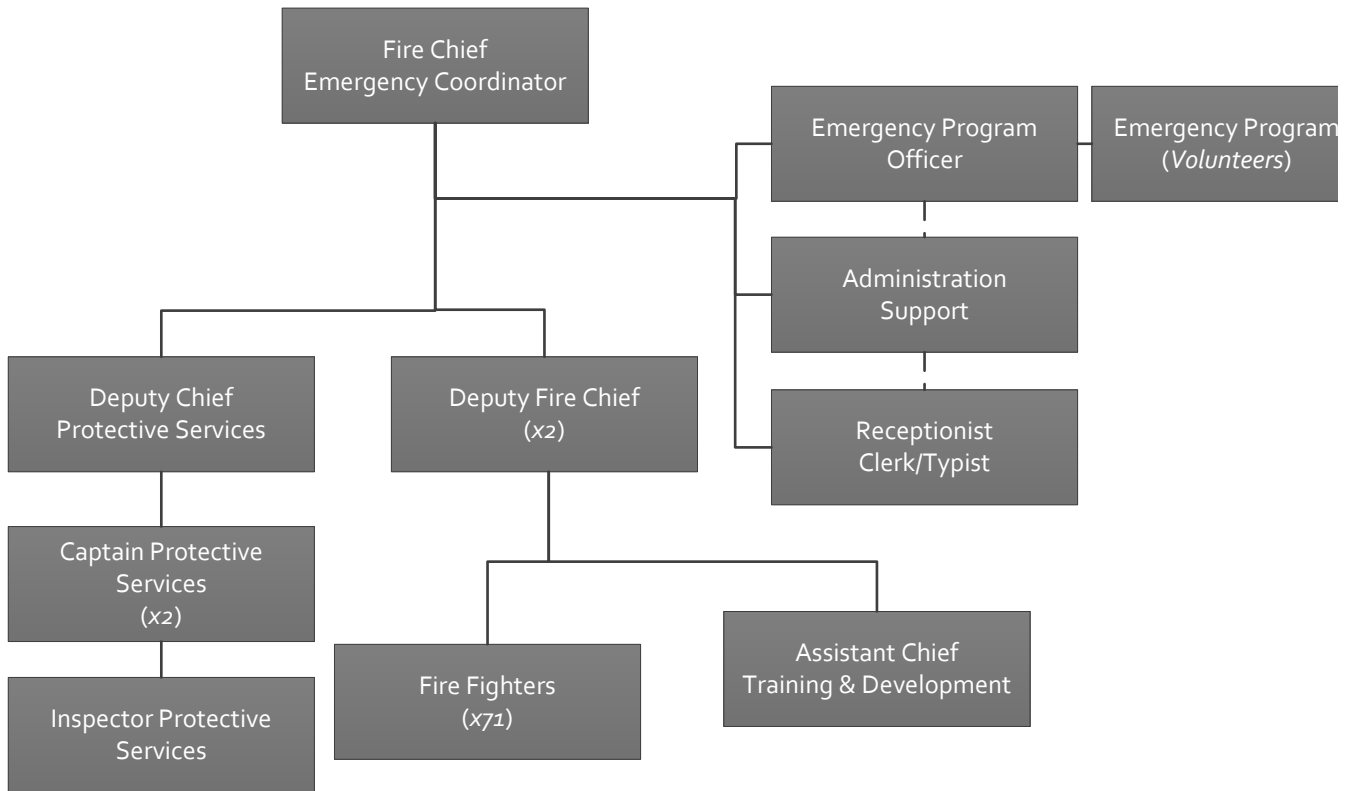 Fire Chief
Emergency Coordinator
Emergency Program
Officer
Emergency Program
(Volunteers)
Administration
Support
Receptionist
Clerk/Typist
Deputy Chief
Protective Services
Deputy Fire Chief
(x2)
Captain Protective
Services
(x2)
Inspector Protective
Services
Fire Fighters
(x71)
Assistant Chief
Training & Development